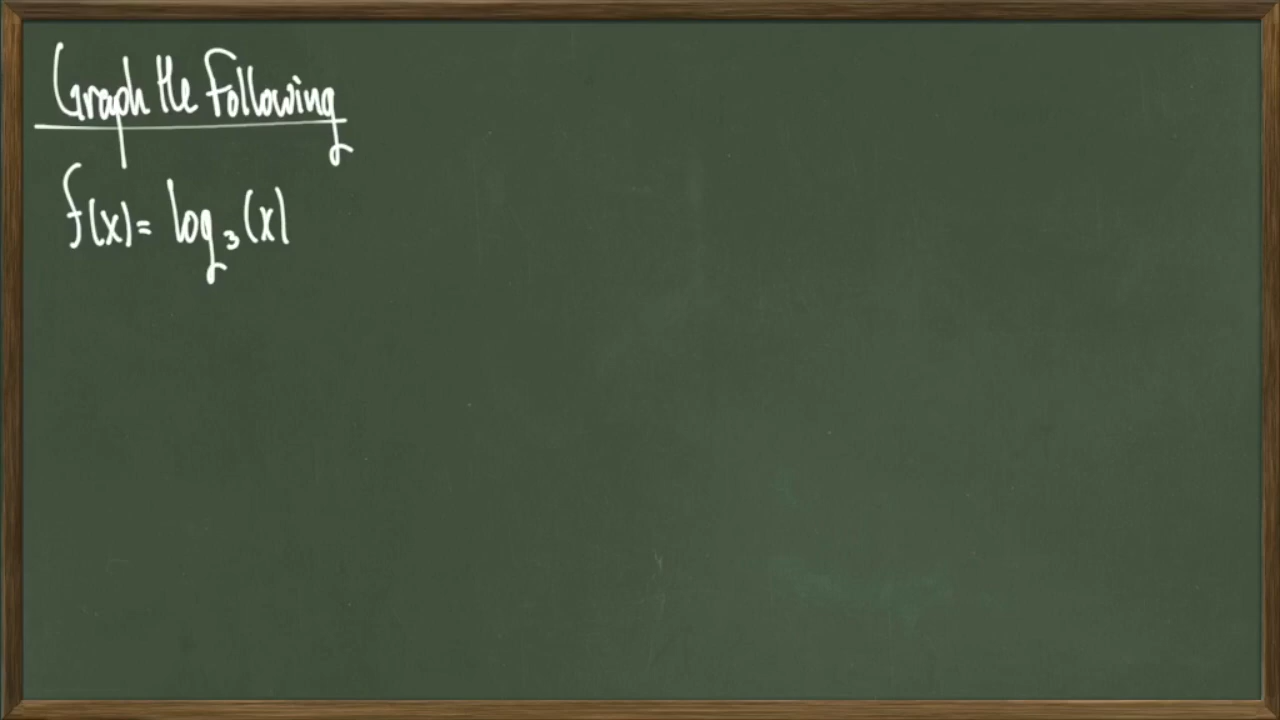 Graph the Following
f(x) = log₃(x)